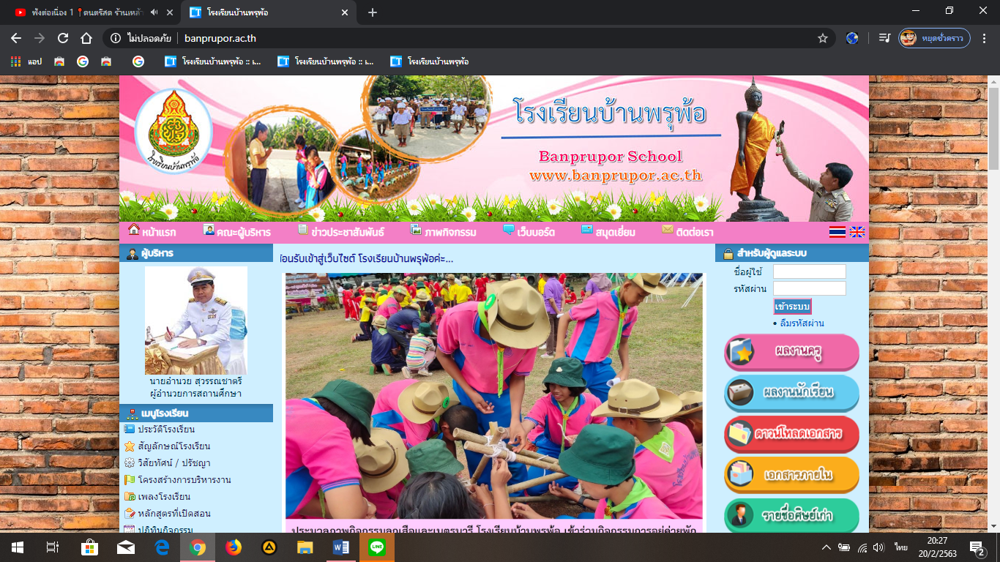 ฟังต่อเนื่อง 1 📍ดนตรีสด ร้านเหล้า
โรงเรียนบ้านพรุพ้อ
ไม่ปลอดภัย
banprupor.ac.th
หยุดชั่วคราว
แอป
โรงเรียนบ้านพรุพ้อ :: เ...
โรงเรียนบ้านพรุพ้อ :: เ...
โรงเรียนบ้านพรุพ้อ
โรงเรียนบ้านพรุพ้อ
โรงเรียนบ้านพรุพ้อ
Banprupor School
www.banprupor.ac.th
หน้าแรก
คณะผู้บริหาร
ข่าวประชาสัมพันธ์
ภาพกิจกรรม
เว็บบอร์ด
สมุดเยี่ยม
ติดต่อเรา
ผู้บริหาร
นายอำนวย สุวรรณชาตรี
ผู้อำนวยการสถานศึกษา
เมนูโรงเรียน
ประวัติโรงเรียน
สัญลักษณ์โรงเรียน
วิสัยทัศน์ / ปรัชญา
โครงสร้างการบริหารงาน
เพลงโรงเรียน
หลักสูตรที่เปิดสอน
ปฏิทินกิจกรรม
้อนรับเข้าสู่เว็บไซต์ โรงเรียนบ้านพรุพ้อค่ะ...
ประมวลภาพกิจกรรมลูกเสือและเนตรนารี โรงเรียนบ้านพรุพ้อ เข้าร่วมกิจกรรมการอยู่ค่ายพัก
สำหรับผู้ดูแลระบบ
ชื่อผู้ใช้
รหัสผ่าน
เข้าระบบ
• ลืมรหัสผ่าน
ผลงานครู
ผลงานนักเรียน
ดาวน์โหลดเอกสาร
เอกสารภายใน
รายชื่อศิษย์เก่า
LINE
ไทย
20:27
20/2/2563
2